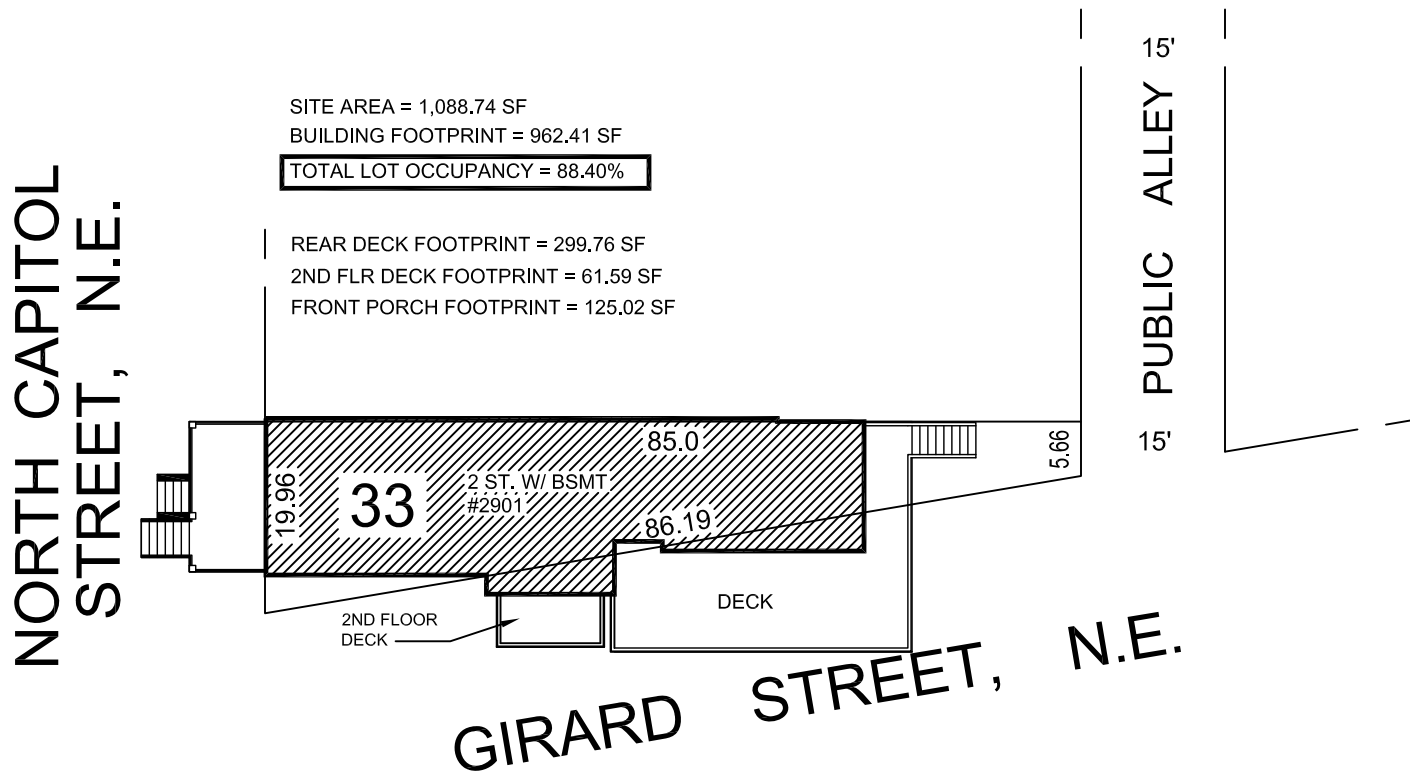 SITE AREA = 1,088.74 SF
BUILDING FOOTPRINT = 962.41 SF
TOTAL LOT OCCUPANCY = 88.40%
REAR DECK FOOTPRINT = 299.76 SF
2ND FLR DECK FOOTPRINT = 61.59 SF
FRONT PORCH FOOTPRINT = 125.02 SF
NORTH CAPITOL
STREET, N.E.
15'
PUBLIC ALLEY
15'
85.0
5.66
19.96
33
2 ST. W/ BSMT
#2901
86.19
DECK
2ND FLOOR
DECK
GIRARD STREET, N.E.